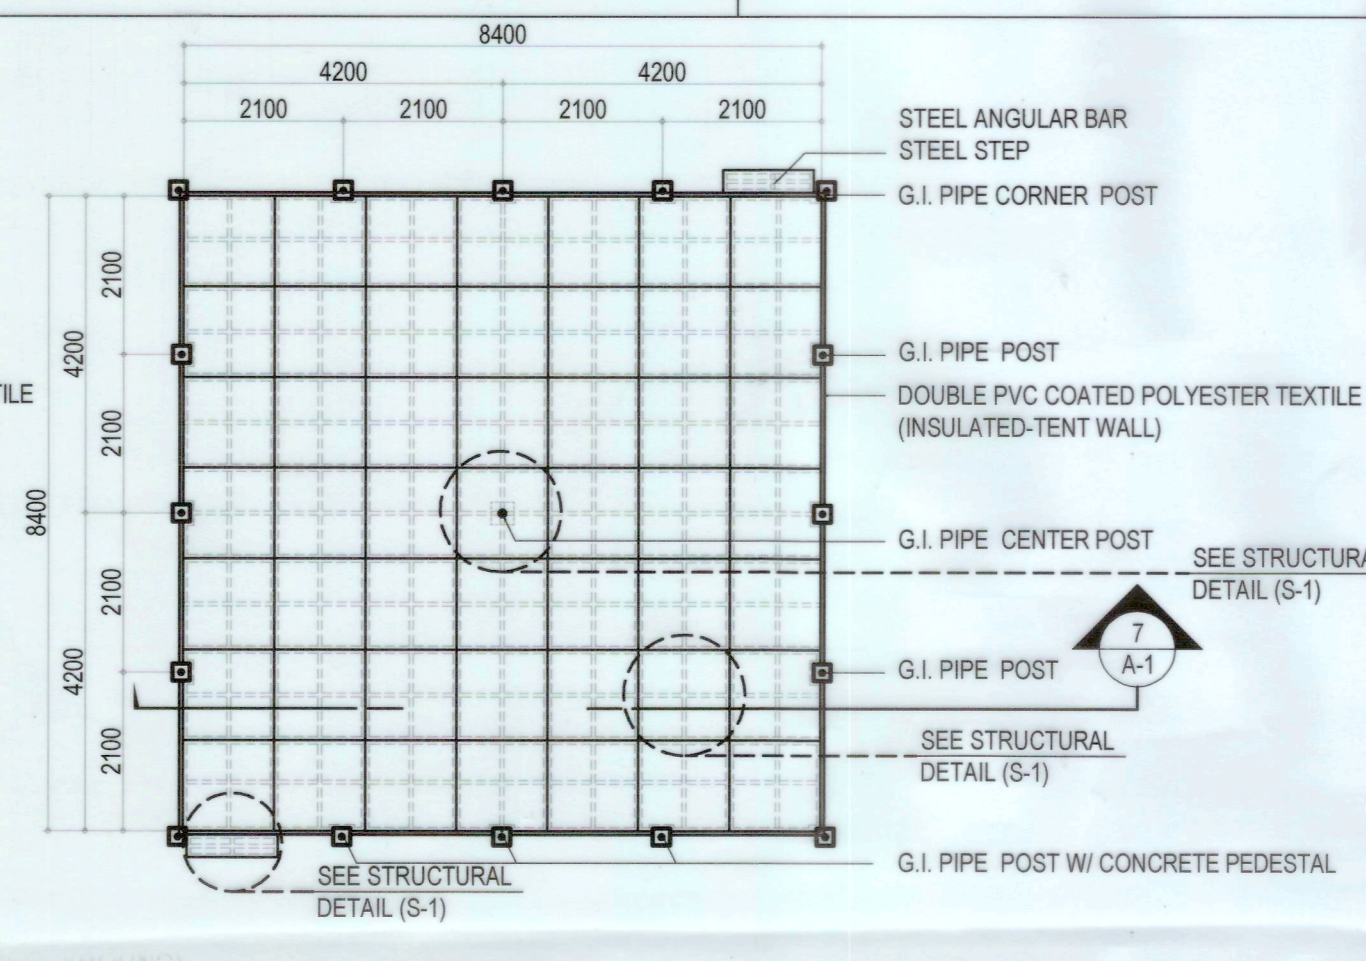 8400
4200 4200
2100 2100 2100 2100
STEEL ANGULAR BAR
STEEL STEP
G.I. PIPE CORNER POST
2100
4200
G.I. PIPE POST
TILE
DOUBLE PVC COATED POLYESTER TEXTILE
(INSULATED-TENT WALL)
2100
8400
G.I. PIPE CENTER POST
SEE STRUCTURA
DETAIL (S-1)
2100
7
A-1
4200
G.I. PIPE POST
2100
SEE STRUCTURAL
DETAIL (S-1)
G.I. PIPE POST W/ CONCRETE PEDESTAL
SEE STRUCTURAL
DETAIL (S-1)